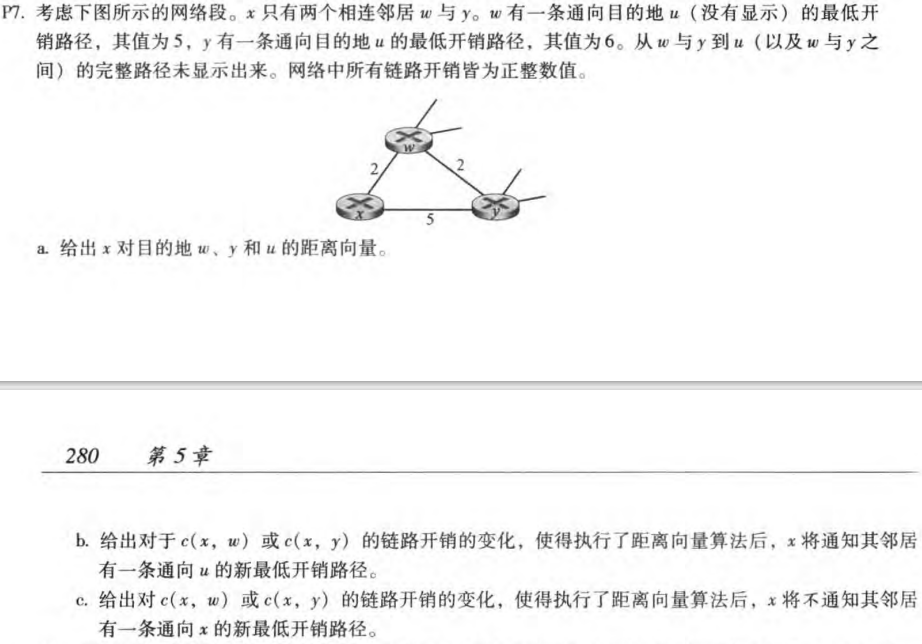 P7. 考虑下图所示的网络段。x 只有两个相连邻居 w 与 y。w 有一条通向目的地 u（没有显示）的最低开
销路径，其值为 5，y 有一条通向目的地 u 的最低开销路径，其值为 6。从 w 与 y 到 u（以及 w 与 y 之
间）的完整路径未显示出来。网络中所有链路开销皆为正整数值。
w
2
2
x
y
5
a. 给出 x 对目的地 w、y 和 u 的距离向量。
280 第 5 章
b. 给出对于 c(x, w) 或 c(x, y) 的链路开销的变化，使得执行了距离向量算法后，x 将通知其邻居
有一条通向 u 的新最低开销路径。
c. 给出对 c(x, w) 或 c(x, y) 的链路开销的变化，使得执行了距离向量算法后，x 将不通知其邻居
有一条通向 x 的新最低开销路径。